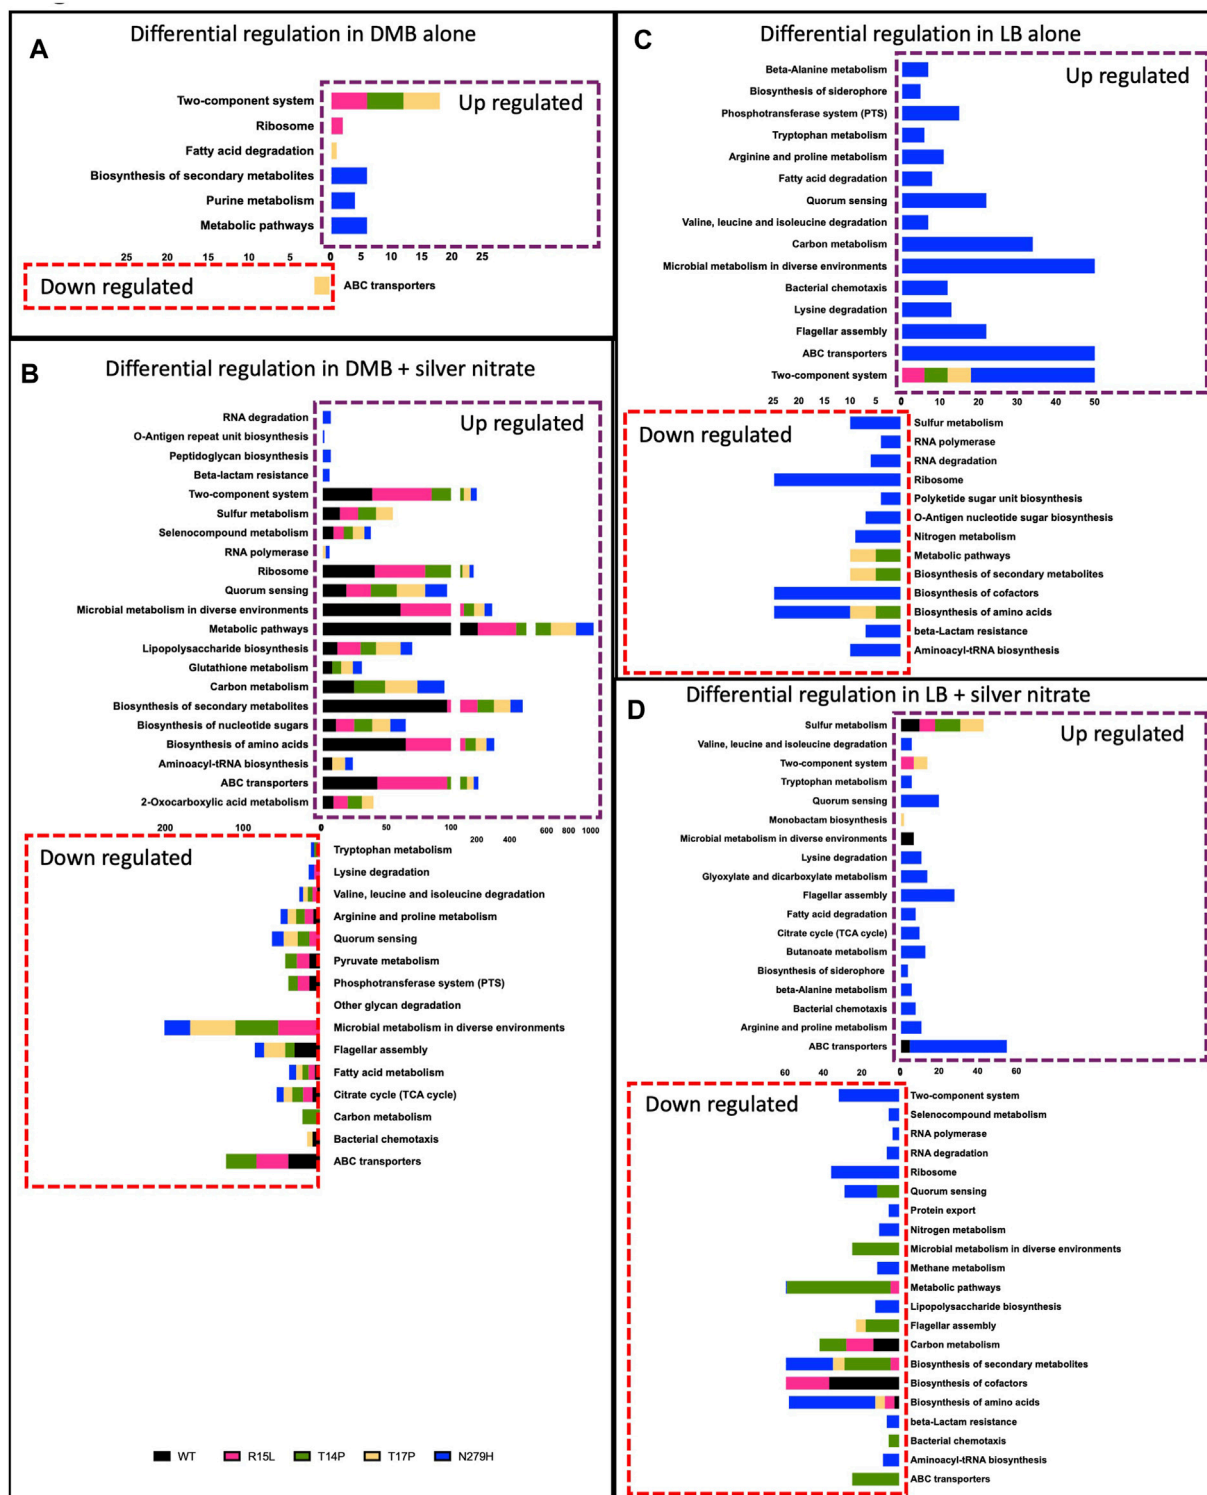 A
Differential regulation in DMB alone
Up regulated
Two-component system
Ribosome
Fatty acid degradation
Biosynthesis of secondary metabolites
Purine metabolism
Metabolic pathways
25 20 15 10 5 0 5 10 15 20 25
Down regulated
ABC transporters
B
Differential regulation in DMB + silver nitrate
Up regulated
RNA degradation
O-Antigen repeat unit biosynthesis
Peptidoglycan biosynthesis
Beta-lactam resistance
Two-component system
Sulfur metabolism
Selenocompound metabolism
RNA polymerase
Ribosome
Quorum sensing
Microbial metabolism in diverse environments
Metabolic pathways
Lipopolysaccharide biosynthesis
Glutathione metabolism
Carbon metabolism
Biosynthesis of secondary metabolites
Biosynthesis of nucleotide sugars
Biosynthesis of amino acids
Aminoacyl-tRNA biosynthesis
ABC transporters
2-Oxocarboxylic acid metabolism
200 100 0 50 100 200 400 600 800 1000
Down regulated
Tryptophan metabolism
Lysine degradation
Valine, leucine and isoleucine degradation
Arginine and proline metabolism
Quorum sensing
Pyruvate metabolism
Phosphotransferase system (PTS)
Other glycan degradation
Microbial metabolism in diverse environments
Flagellar assembly
Fatty acid metabolism
Citrate cycle (TCA cycle)
Carbon metabolism
Bacterial chemotaxis
ABC transporters
WT R15L T14P T17P N279H
C
Differential regulation in LB alone
Up regulated
Beta-Alanine metabolism
Biosynthesis of siderophore
Phosphotransferase system (PTS)
Tryptophan metabolism
Arginine and proline metabolism
Fatty acid degradation
Quorum sensing
Valine, leucine and isoleucine degradation
Carbon metabolism
Microbial metabolism in diverse environments
Bacterial chemotaxis
Lysine degradation
Flagellar assembly
ABC transporters
Two-component system
25 20 15 10 5 0 10 20 30 40 50
Down regulated
Sulfur metabolism
RNA polymerase
RNA degradation
Ribosome
Polyketide sugar unit biosynthesis
O-Antigen nucleotide sugar biosynthesis
Nitrogen metabolism
Metabolic pathways
Biosynthesis of secondary metabolites
Biosynthesis of cofactors
Biosynthesis of amino acids
beta-Lactam resistance
Aminoacyl-tRNA biosynthesis
D
Differential regulation in LB + silver nitrate
Up regulated
Sulfur metabolism
Valine, leucine and isoleucine degradation
Two-component system
Tryptophan metabolism
Quorum sensing
Monobactam biosynthesis
Microbial metabolism in diverse environments
Lysine degradation
Glyoxylate and dicarboxylate metabolism
Flagellar assembly
Fatty acid degradation
Citrate cycle (TCA cycle)
Butanoate metabolism
Biosynthesis of siderophore
beta-Alanine metabolism
Bacterial chemotaxis
Arginine and proline metabolism
ABC transporters
60 40 20 0 20 40 60
Down regulated
Two-component system
Selenocompound metabolism
RNA polymerase
RNA degradation
Ribosome
Quorum sensing
Protein export
Nitrogen metabolism
Microbial metabolism in diverse environments
Methane metabolism
Metabolic pathways
Lipopolysaccharide biosynthesis
Flagellar assembly
Carbon metabolism
Biosynthesis of secondary metabolites
Biosynthesis of cofactors
Biosynthesis of amino acids
beta-Lactam resistance
Bacterial chemotaxis
Aminoacyl-tRNA biosynthesis
ABC transporters